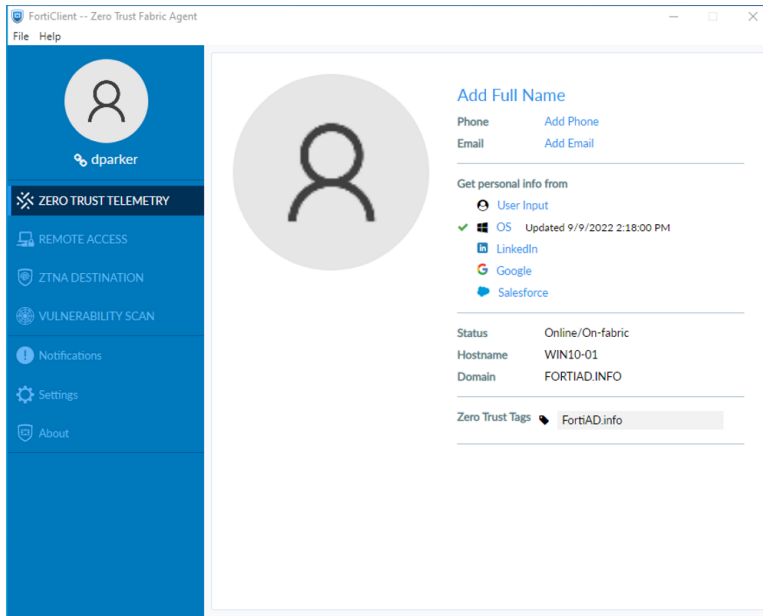 FortiClient -- Zero Trust Fabric Agent
File Help
dparker
ZERO TRUST TELEMETRY
REMOTE ACCESS
ZTNA DESTINATION
VULNERABILITY SCAN
Notifications
Settings
About
Add Full Name
Phone Add Phone
Email Add Email
Get personal info from
User Input
OS Updated 9/9/2022 2:18:00 PM
LinkedIn
Google
Salesforce
Status Online/On-fabric
Hostname WIN10-01
Domain FORTIAD.INFO
Zero Trust Tags FortiAD.info